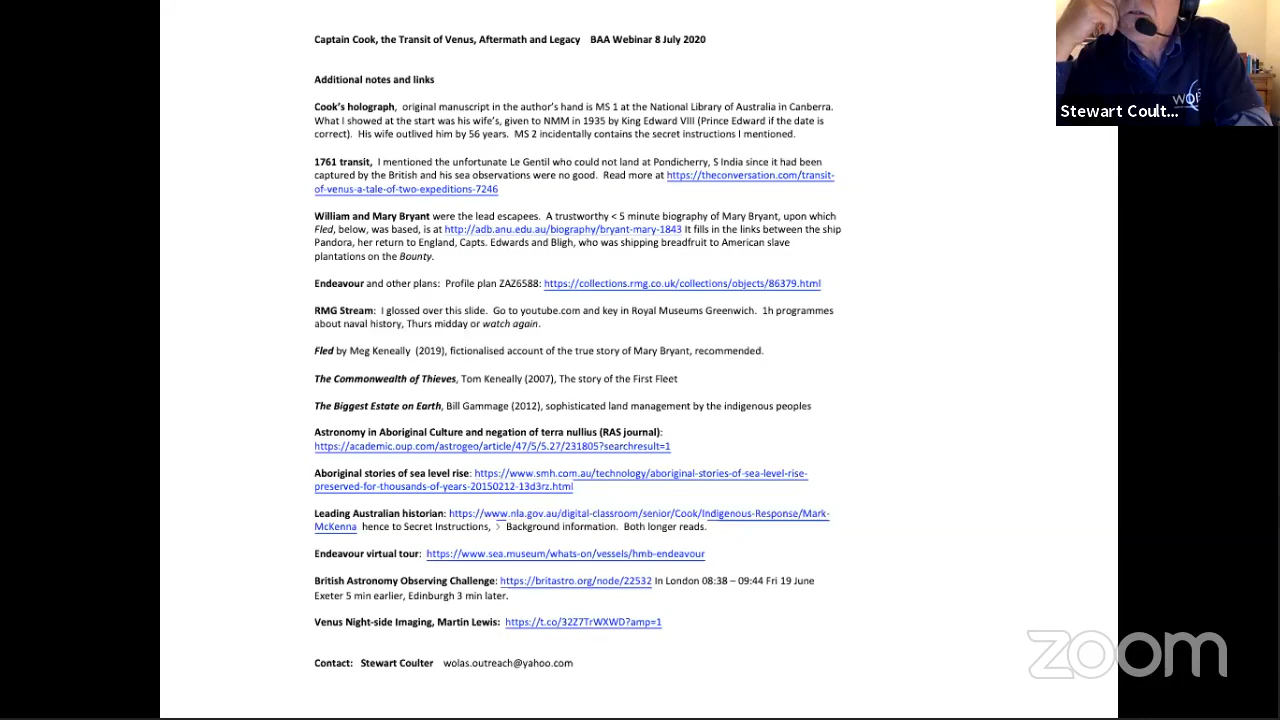 Captain Cook, the Transit of Venus, Aftermath and Legacy BAA Webinar 8 July 2020
Additional notes and links
Cook's holograph, original manuscript in the author's hand is MS 1 at the National Library of Australia in Canberra.
What I showed at the start was his wife's, given to NMM in 1935 by King Edward VIII (Prince Edward if the date is
correct). His wife outlived him by 56 years. MS 2 incidentally contains the secret instructions I mentioned.
1761 transit, I mentioned the unfortunate Le Gentil who could not land at Pondicherry, S India since it had been
captured by the British and his sea observations were no good. Read more at https://theconversation.com/transit-
of-venus-a-tale-of-two-expeditions-7246
William and Mary Bryant were the lead escapees. A trustworthy < 5 minute biography of Mary Bryant, upon which
Fled, below, was based, is at http://adb.anu.edu.au/biography/bryant-mary-1843 It fills in the links between the ship
Pandora, her return to England, Capts. Edwards and Bligh, who was shipping breadfruit to American slave
plantations on the Bounty.
Endeavour and other plans: Profile plan ZAZ6588: https://collections.rmg.co.uk/collections/objects/86379.html
RMG Stream: I glossed over this slide. Go to youtube.com and key in Royal Museums Greenwich. 1h programmes
about naval history, Thurs midday or watch again.
Fled by Meg Keneally (2019), fictionalised account of the true story of Mary Bryant, recommended.
The Commonwealth of Thieves, Tom Keneally (2007), The story of the First Fleet
The Biggest Estate on Earth, Bill Gammage (2012), sophisticated land management by the indigenous peoples
Astronomy in Aboriginal Culture and negation of terra nullius (RAS journal):
https://academic.oup.com/astrogeo/article/47/5/5.27/231805?searchresult=1
Aboriginal stories of sea level rise: https://www.smh.com.au/technology/aboriginal-stories-of-sea-level-rise-
preserved-for-thousands-of-years-20150212-13d3rz.html
Leading Australian historian: https://www.nla.gov.au/digital-classroom/senior/Cook/Indigenous-Response/Mark-
McKenna hence to Secret Instructions, > Background information. Both longer reads.
Endeavour virtual tour: https://www.sea.museum/whats-on/vessels/hmb-endeavour
British Astronomy Observing Challenge: https://britastro.org/node/22532 In London 08:38 – 09:44 Fri 19 June
Exeter 5 min earlier, Edinburgh 3 min later.
Venus Night-side Imaging, Martin Lewis: https://t.co/32Z7TrWXWD?amp=1
Contact: Stewart Coulter wolas.outreach@yahoo.com
Stewart Coult...
zoom